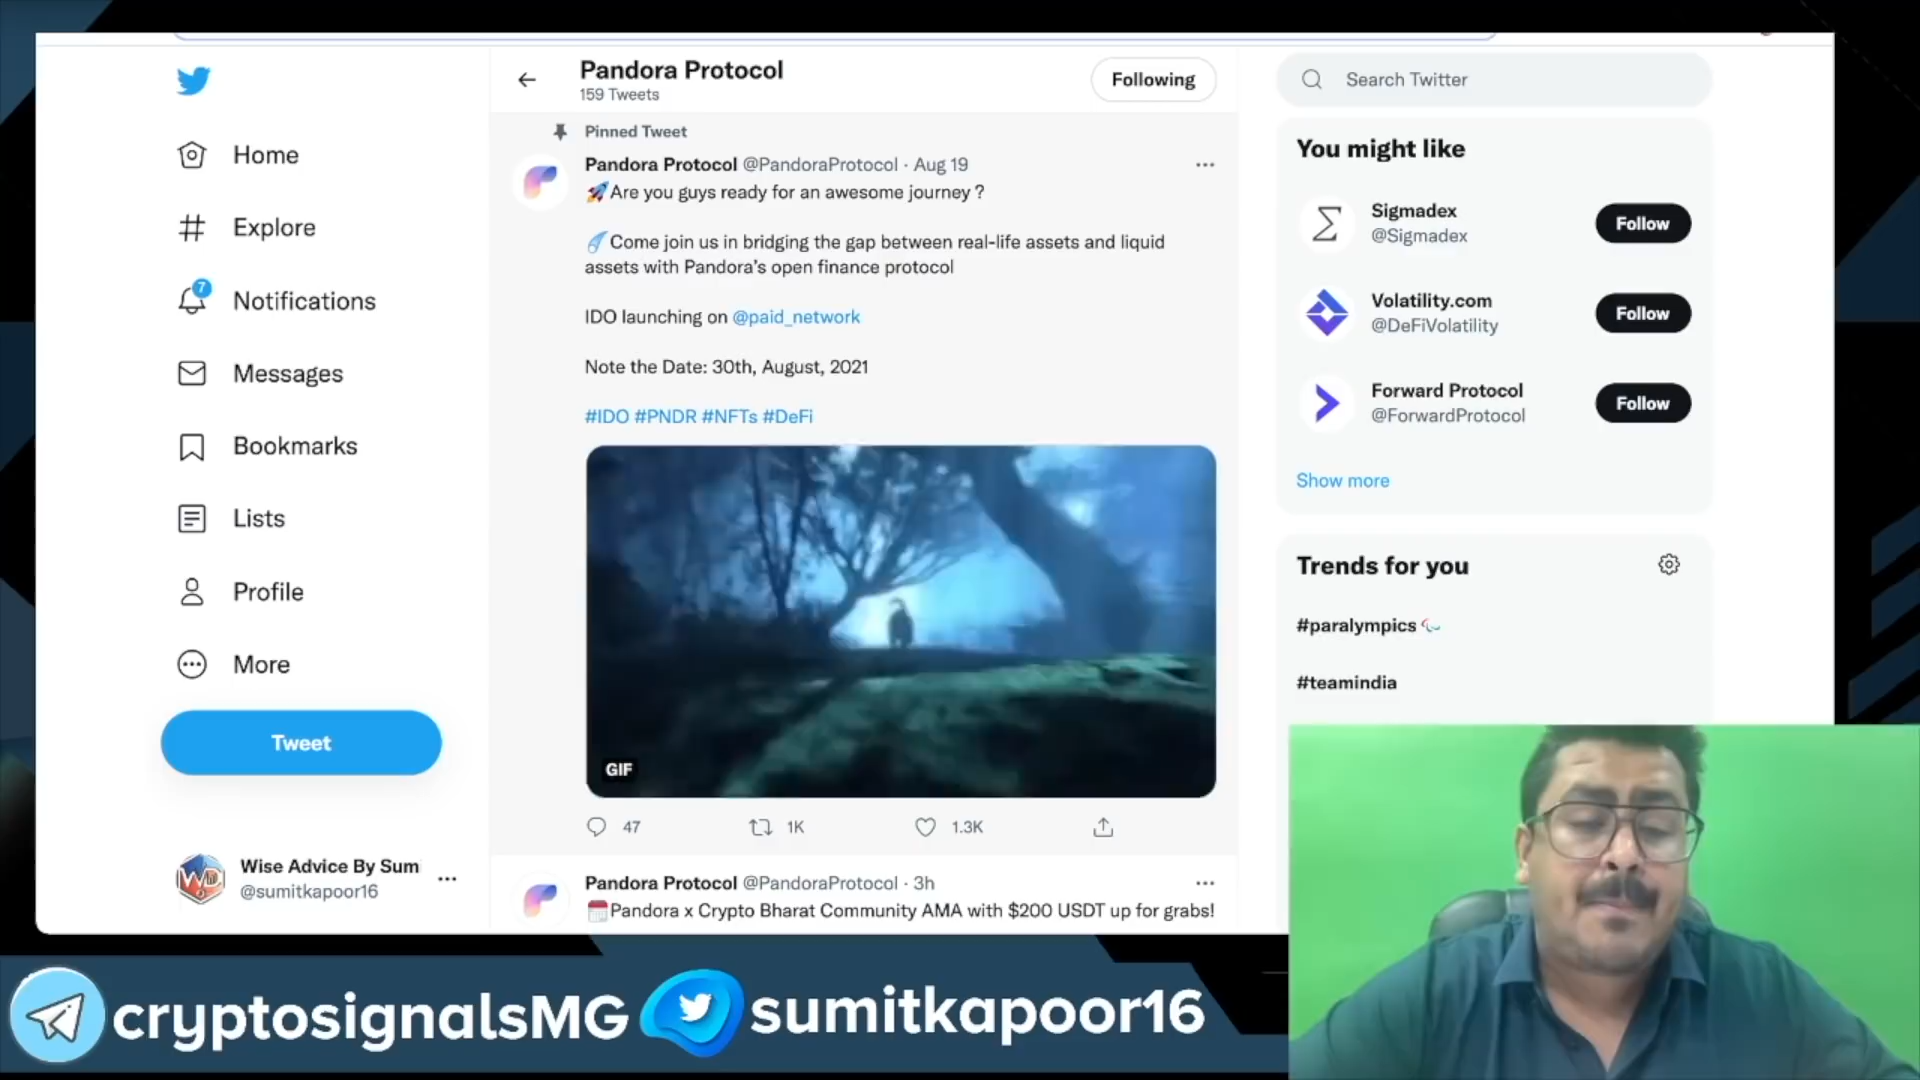 Home
Explore
7
Notifications
Messages
Bookmarks
Lists
Profile
More
Tweet
Wise Advice By Sum
@sumitkapoor16
Pandora Protocol
159 Tweets
Following
Pinned Tweet
Pandora Protocol @PandoraProtocol · Aug 19
🚀Are you guys ready for an awesome journey ?
Come join us in bridging the gap between real-life assets and liquid
assets with Pandora's open finance protocol
IDO launching on @paid_network
Note the Date: 30th, August, 2021
#IDO #PNDR #NFTs #DeFi
GIF
47
1K
1.3K
Pandora Protocol @PandoraProtocol · 3h
Pandora x Crypto Bharat Community AMA with $200 USDT up for grabs!
Search Twitter
You might like
Sigmadex
@Sigmadex
Follow
Volatility.com
@DeFiVolatility
Follow
Forward Protocol
@ForwardProtocol
Follow
Show more
Trends for you
#paralympics
#teamindia
cryptosignalsMG
sumitkapoor16